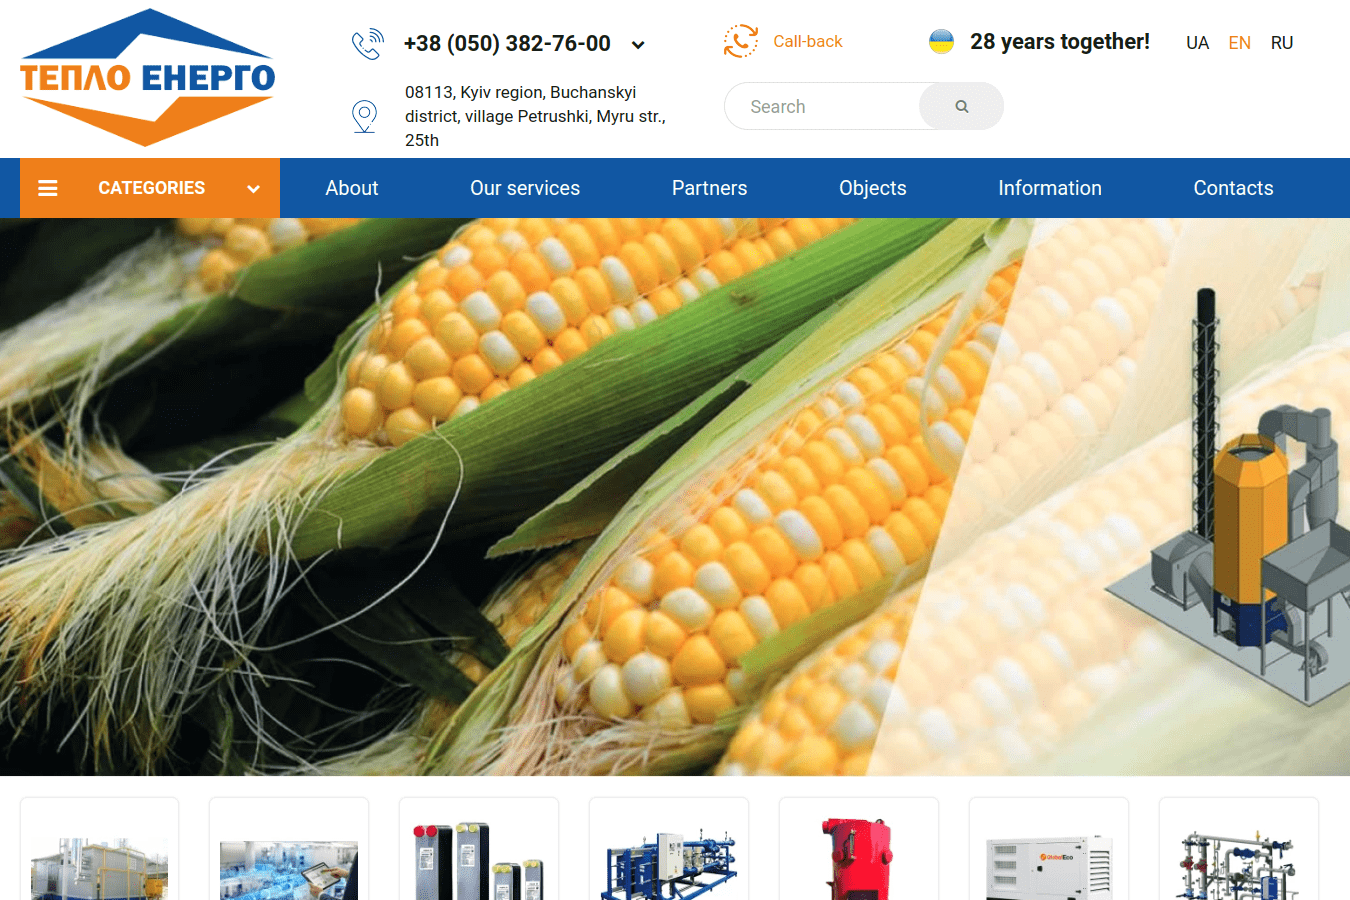 ТЕПЛО ЕНЕРГО
+38 (050) 382-76-00
08113, Kyiv region, Buchanskyi
district, village Petrushki, Myru str.,
25th
Call-back
Search
28 years together!
UA EN RU
CATEGORIES
About
Our services
Partners
Objects
Information
Contacts
GlobalEco